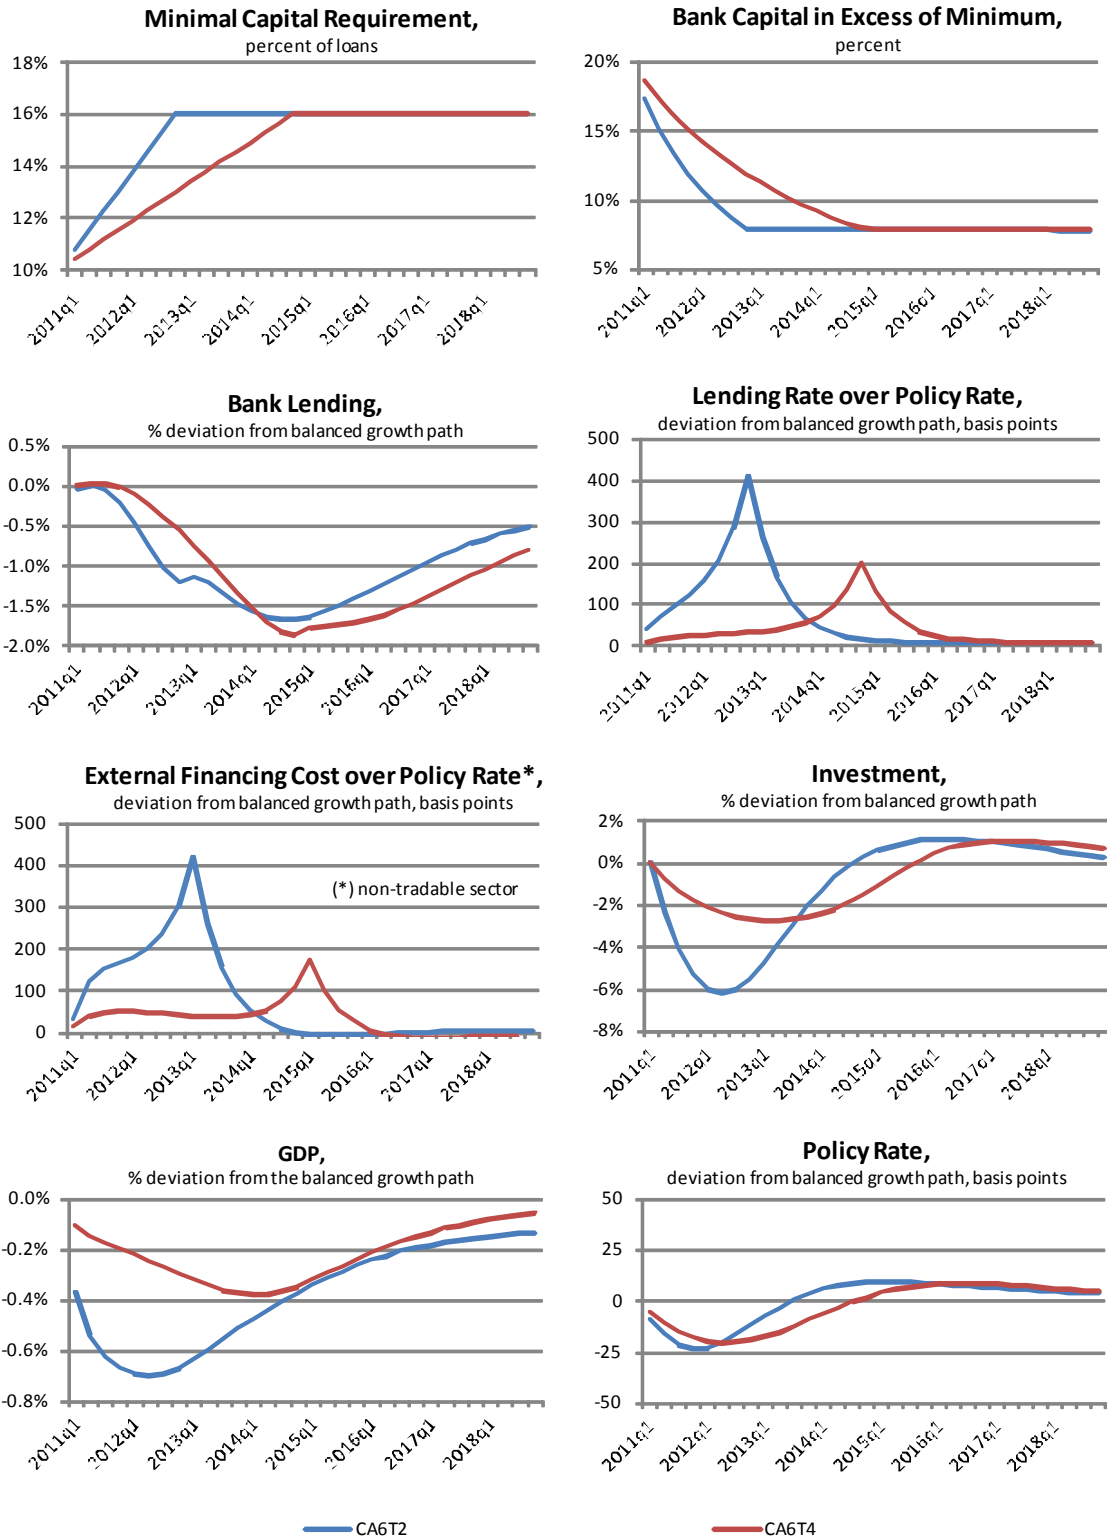 Minimal Capital Requirement,
percent of loans
18%
16%
14%
12%
10%
2011q1
2012q1
2013q1
2014q1
2015q1
2016q1
2017q1
2018q1
Bank Capital in Excess of Minimum,
percent
20%
15%
10%
5%
2011q1
2012q1
2013q1
2014q1
2015q1
2016q1
2017q1
2018q1
Bank Lending,
% deviation from balanced growth path
0.5%
0.0%
-0.5%
-1.0%
-1.5%
-2.0%
2011q1
2012q1
2013q1
2014q1
2015q1
2016q1
2017q1
2018q1
Lending Rate over Policy Rate,
deviation from balanced growth path, basis points
500
400
300
200
100
0
2011q1
2012q1
2013q1
2014q1
2015q1
2016q1
2017q1
2018q1
External Financing Cost over Policy Rate*,
deviation from balanced growth path, basis points
500
400
(*) non-tradable sector
300
200
100
0
2011q1
2012q1
2013q1
2014q1
2015q1
2016q1
2017q1
2018q1
Investment,
% deviation from balanced growth path
2%
0%
-2%
-4%
-6%
-8%
2011q1
2012q1
2013q1
2014q1
2015q1
2016q1
2017q1
2018q1
GDP,
% deviation from the balanced growth path
0.0%
-0.2%
-0.4%
-0.6%
-0.8%
2011q1
2012q1
2013q1
2014q1
2015q1
2016q1
2017q1
2018q1
Policy Rate,
deviation from balanced growth path, basis points
50
25
0
-25
-50
2011q1
2012q1
2013q1
2014q1
2015q1
2016q1
2017q1
2018q1
CA6T2
CA6T4